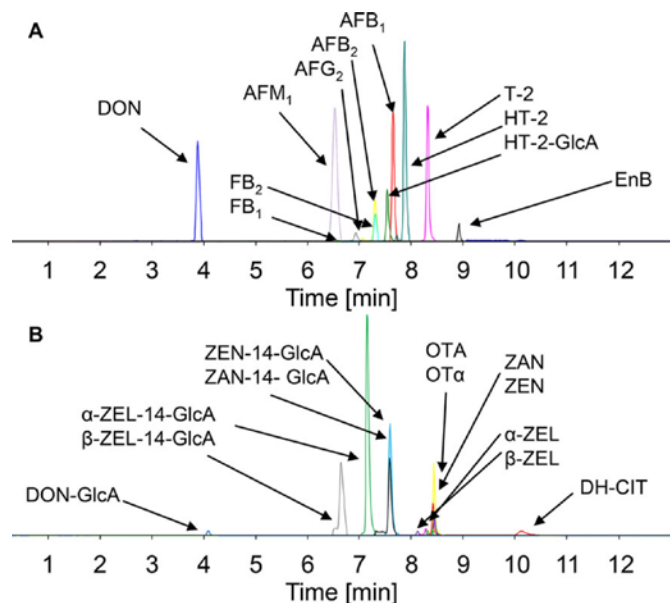 A
DON
AFM₁
FB₂
FB₁
AFG₂
AFB₂
AFB₁
T-2
HT-2
HT-2-GlcA
EnB
1 2 3 4 5 6 7 8 9 10 11 12
Time [min]
B
DON-GlcA
α-ZEL-14-GlcA
β-ZEL-14-GlcA
ZEN-14-GlcA
ZAN-14- GlcA
OTA
OTα
ZAN
ZEN
α-ZEL
β-ZEL
DH-CIT
1 2 3 4 5 6 7 8 9 10 11 12
Time [min]